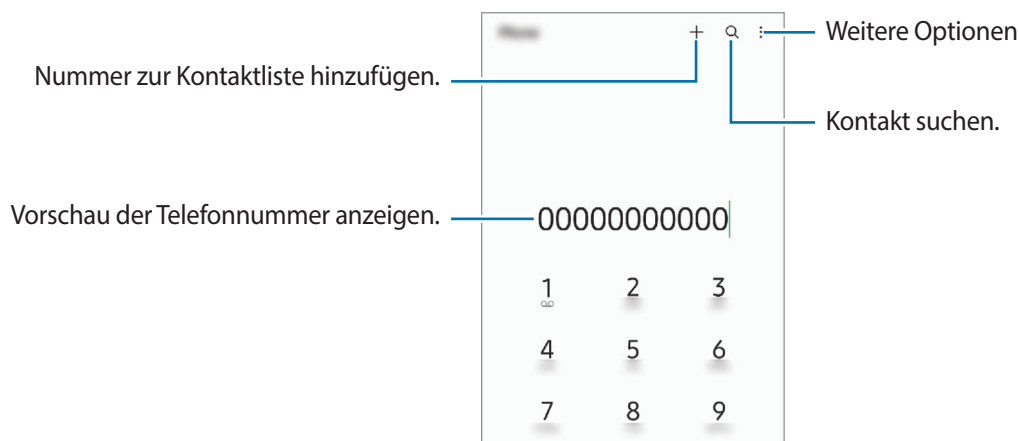 Weitere Optionen
Nummer zur Kontaktliste hinzufügen.
Kontakt suchen.
Vorschau der Telefonnummer anzeigen.
00000000000
1 2 3
4 5 6
7 8 9